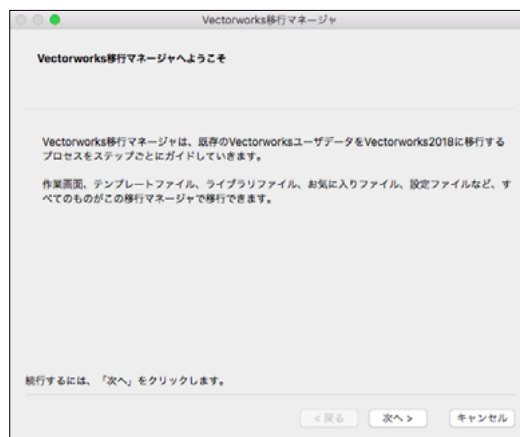 Vectorworks移行マネージャ
Vectorworks移行マネージャへようこそ
Vectorworks移行マネージャは、既存のVectorworksユーザデータをVectorworks2018に移行する
プロセスをステップごとにガイドしていきます。
作業画面、テンプレートファイル、ライブラリファイル、お気に入りファイル、設定ファイルなど、す
べてのものがこの移行マネージャで移行できます。
続行するには、「次へ」をクリックします。
< 戻る 次へ > キャンセル